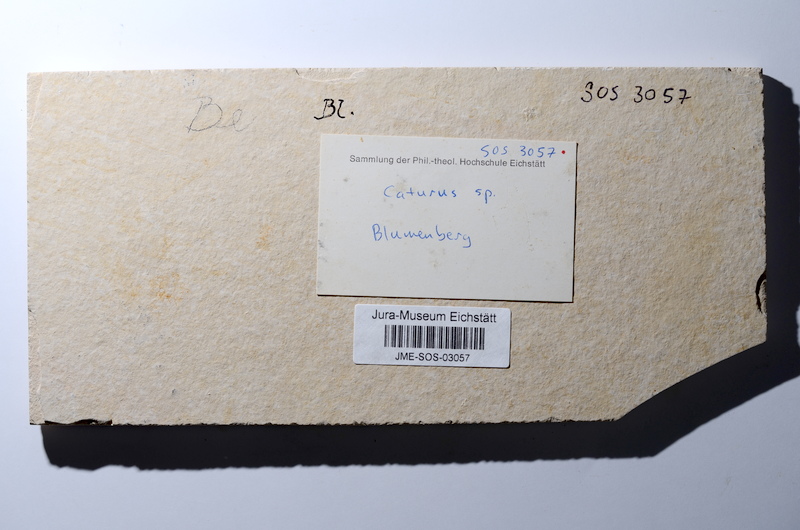 SOS 3057
Bl.
SOS 3057
Sammlung der Phil.-theol. Hochschule Eichstätt
Caturus sp.
Blumenberg
Jura-Museum Eichstätt
JME-SOS-03057